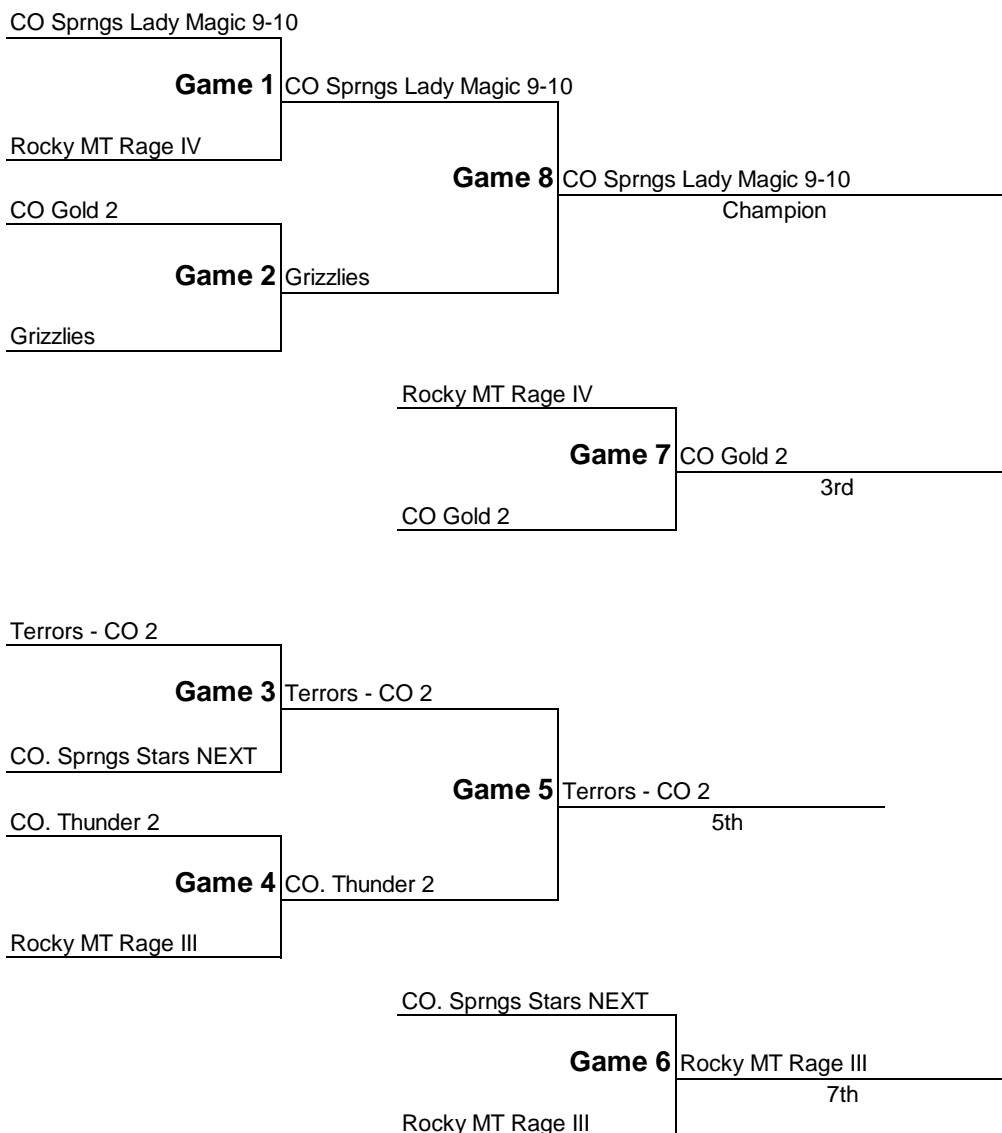 CO Sprngs Lady Magic 9-10
Game 1 CO Sprngs Lady Magic 9-10
Rocky MT Rage IV
Game 8 CO Sprngs Lady Magic 9-10
Champion
CO Gold 2
Game 2 Grizzlies
Grizzlies
Rocky MT Rage IV
Game 7 CO Gold 2
3rd
CO Gold 2
Terrors - CO 2
Game 3 Terrors - CO 2
CO. Sprngs Stars NEXT
Game 5 Terrors - CO 2
5th
CO. Thunder 2
Game 4 CO. Thunder 2
Rocky MT Rage III
CO. Sprngs Stars NEXT
Game 6 Rocky MT Rage III
7th
Rocky MT Rage III